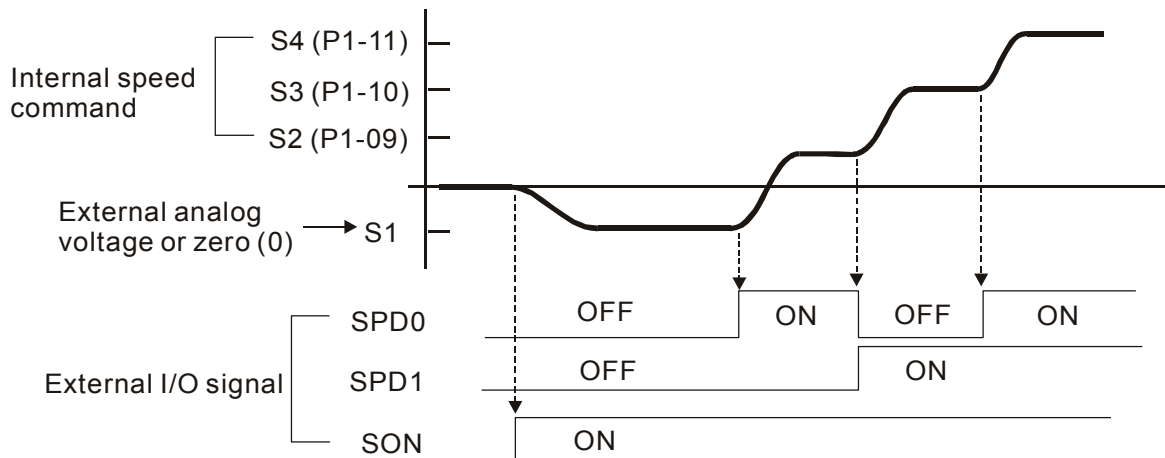 S4 (P1-11)
Internal speed
command
S3 (P1-10)
S2 (P1-09)
External analog
voltage or zero (0)
S1
SPD0
OFF
ON
OFF
ON
External I/O signal
SPD1
OFF
ON
SON
ON